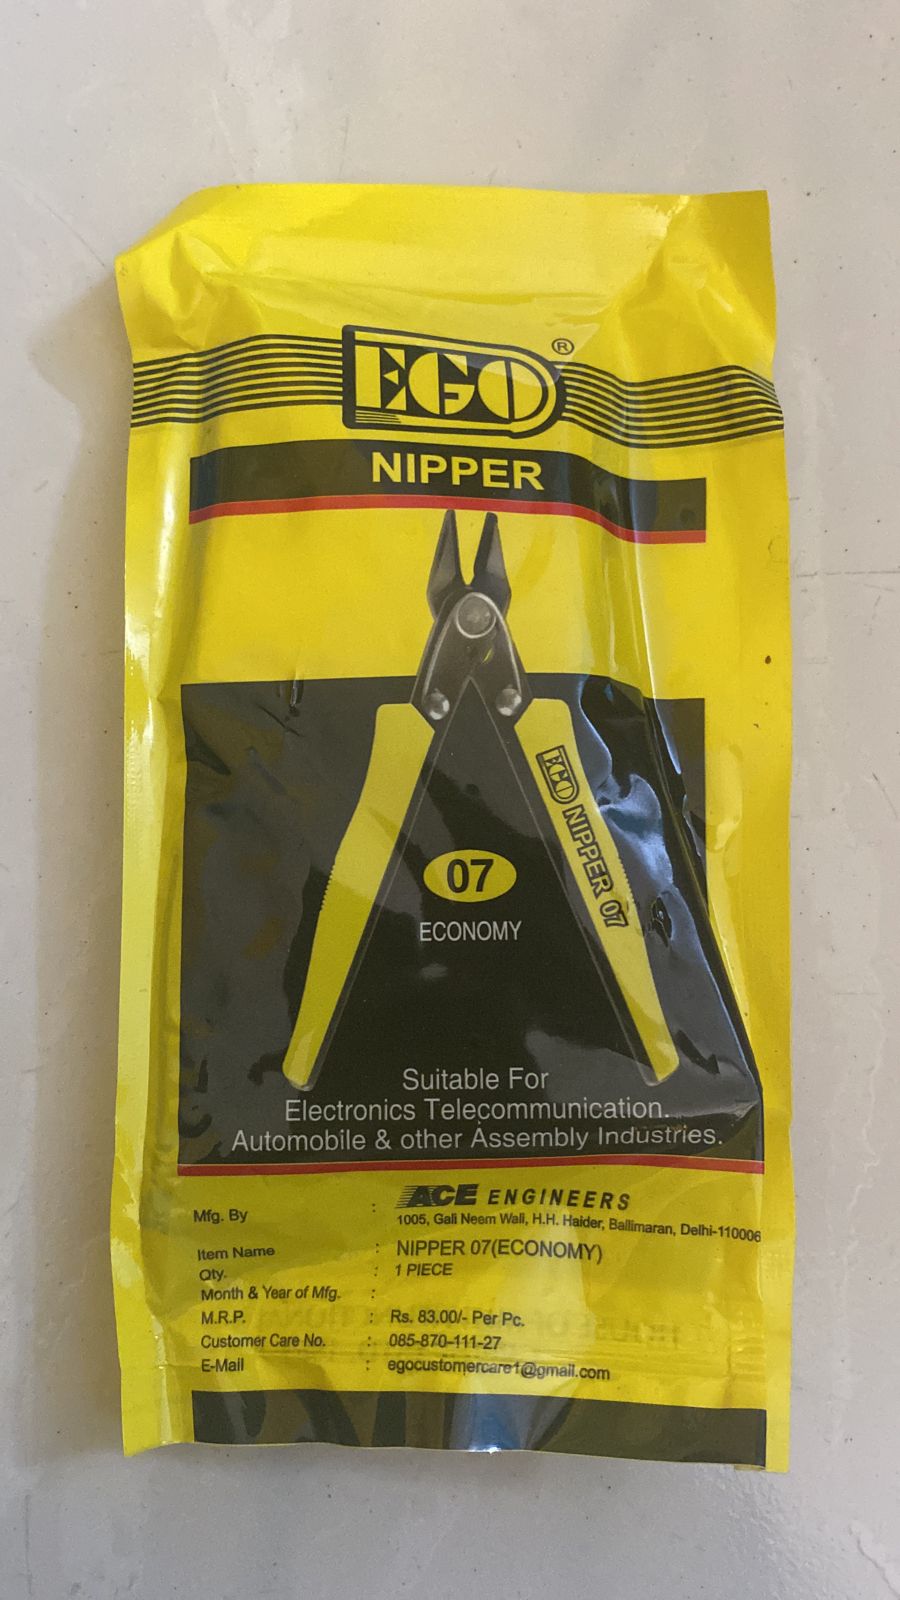 EGO ®
NIPPER
EGO NIPPER 07
07
ECONOMY
Suitable For
Electronics Telecommunication.
Automobile & other Assembly Industries.
Mfg. By : ACE ENGINEERS
1005, Gali Neem Wali, H.H. Haider, Ballimaran, Delhi-110006
Item Name : NIPPER 07(ECONOMY)
Qty. : 1 PIECE
Month & Year of Mfg. :
M.R.P. : Rs. 83.00/- Per Pc.
Customer Care No. : 085-870-111-27
E-Mail : egocustomercare1@gmail.com